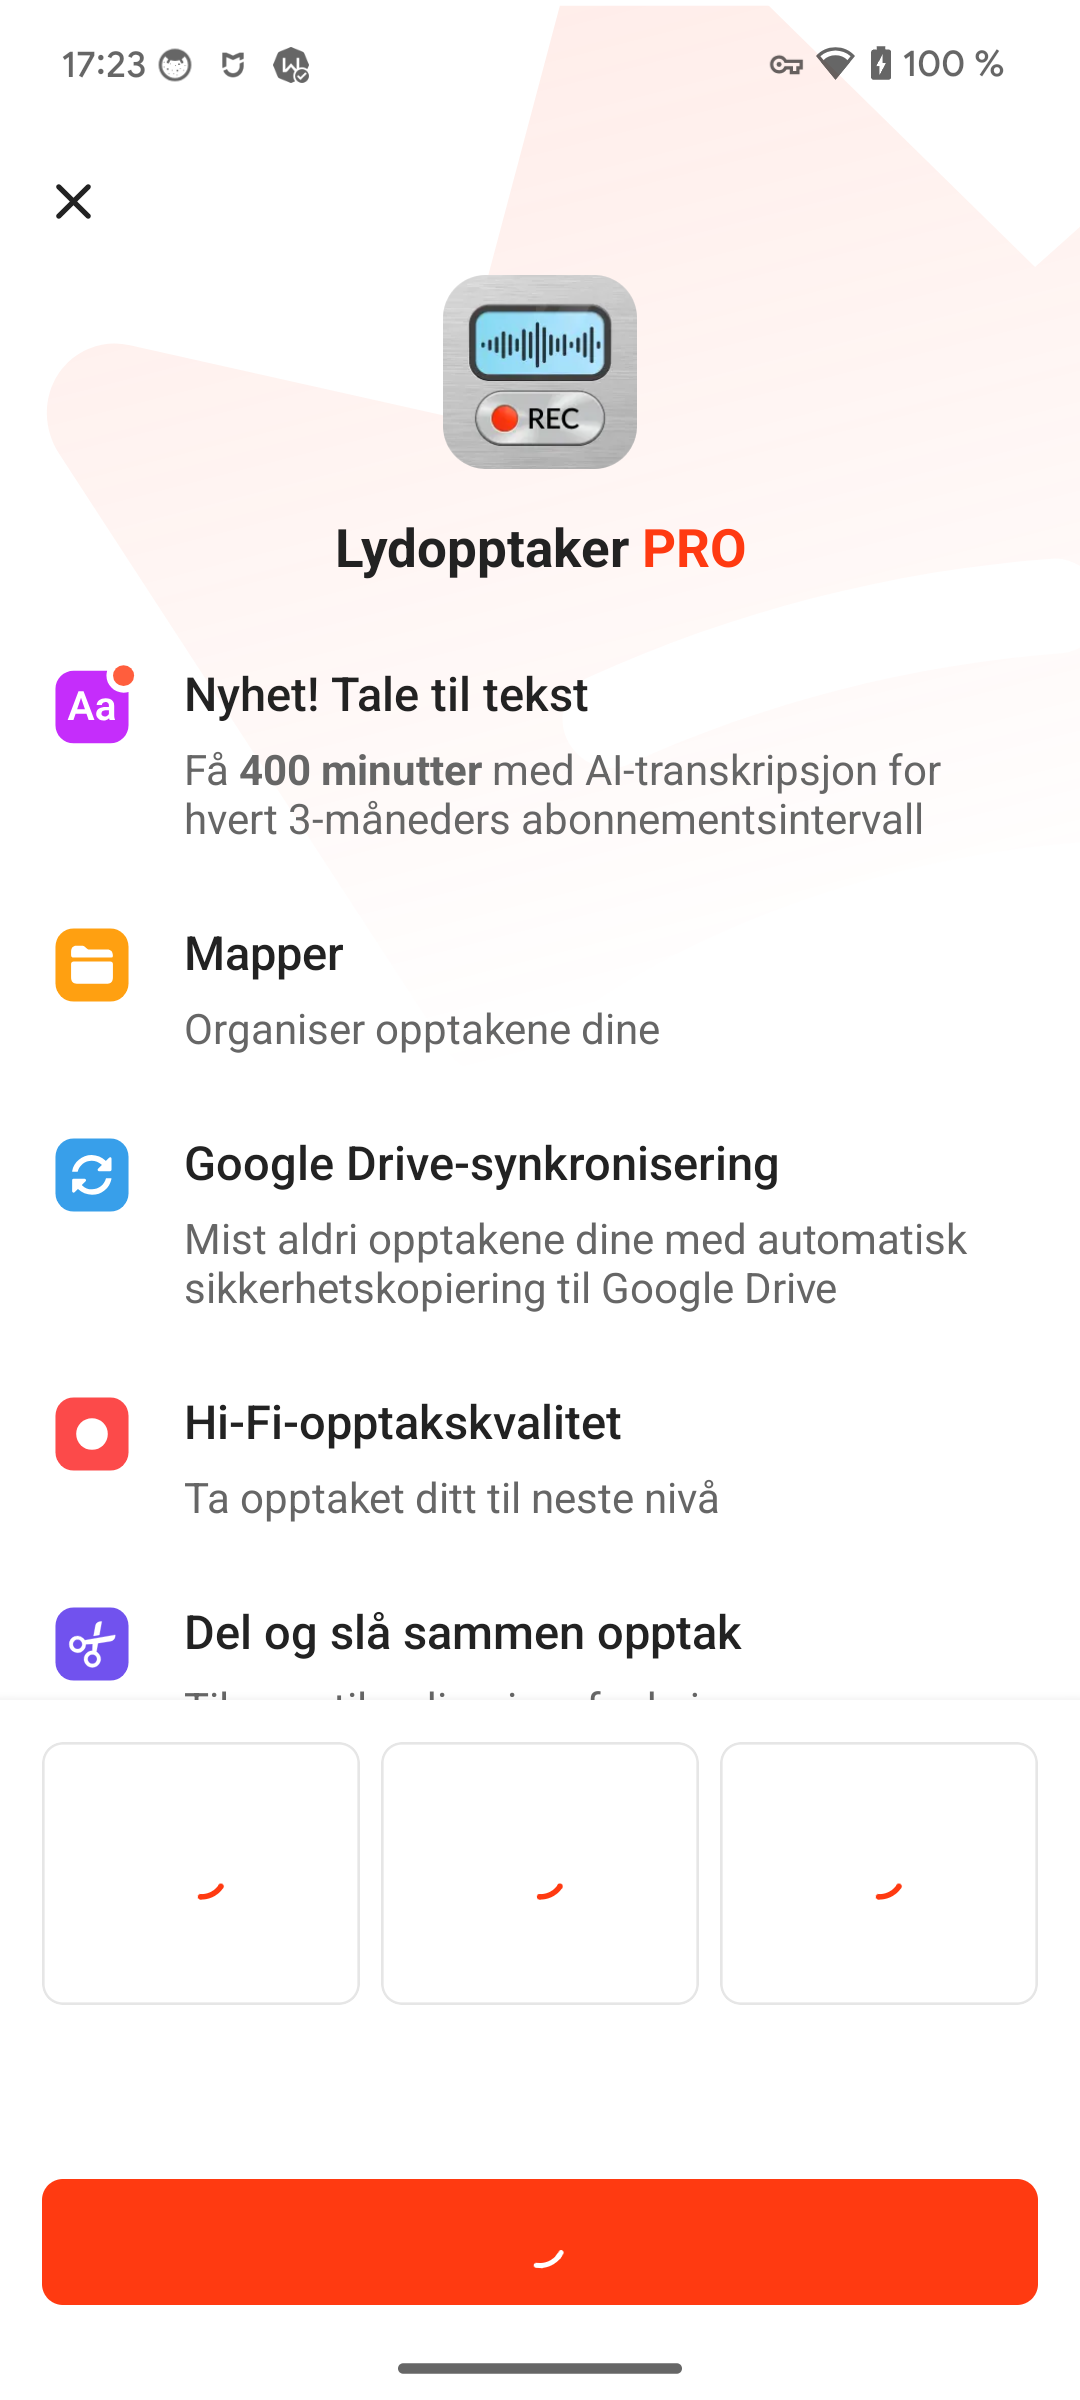 17:23
100 %
REC
Lydopptaker PRO
Aa
Nyhet! Tale til tekst
Få 400 minutter med AI-transkripsjon for
hvert 3-måneders abonnementsintervall
Mapper
Organiser opptakene dine
Google Drive-synkronisering
Mist aldri opptakene dine med automatisk
sikkerhetskopiering til Google Drive
Hi-Fi-opptakskvalitet
Ta opptaket ditt til neste nivå
Del og slå sammen opptak